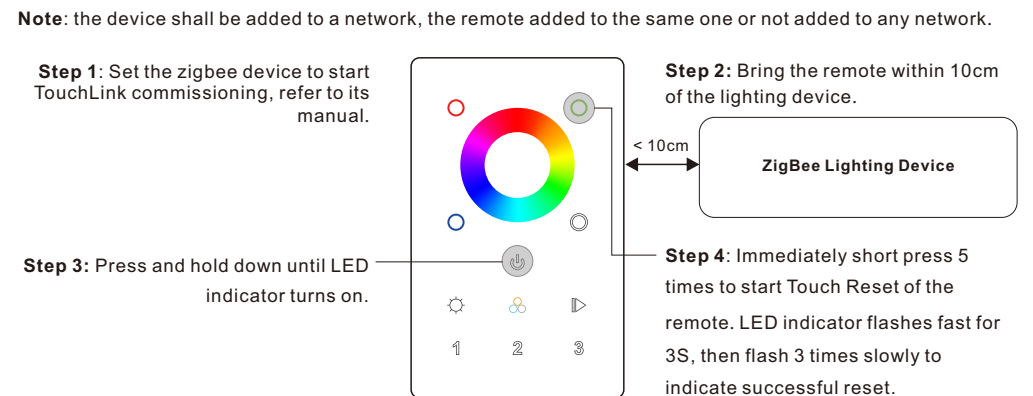 Note: the device shall be added to a network, the remote added to the same one or not added to any network.
Step 1: Set the zigbee device to start
TouchLink commissioning, refer to its
manual.
Step 2: Bring the remote within 10cm
of the lighting device.
< 10cm
ZigBee Lighting Device
Step 3: Press and hold down until LED
indicator turns on.
Step 4: Immediately short press 5
times to start Touch Reset of the
remote. LED indicator flashes fast for
3S, then flash 3 times slowly to
indicate successful reset.
1 2 3